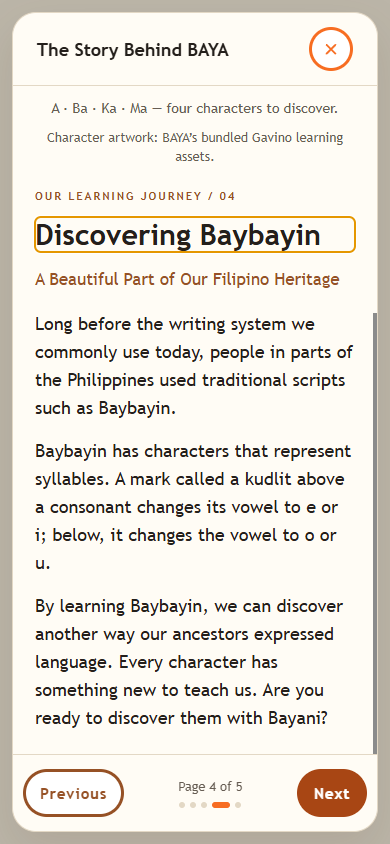 The Story Behind BAYA
×
A · Ba · Ka · Ma — four characters to discover.
Character artwork: BAYA’s bundled Gavino learning
assets.
OUR LEARNING JOURNEY / 04
Discovering Baybayin
A Beautiful Part of Our Filipino Heritage
Long before the writing system we
commonly use today, people in parts of
the Philippines used traditional scripts
such as Baybayin.
Baybayin has characters that represent
syllables. A mark called a kudlit above
a consonant changes its vowel to e or
i; below, it changes the vowel to o or
u.
By learning Baybayin, we can discover
another way our ancestors expressed
language. Every character has
something new to teach us. Are you
ready to discover them with Bayani?
Previous
Page 4 of 5
Next